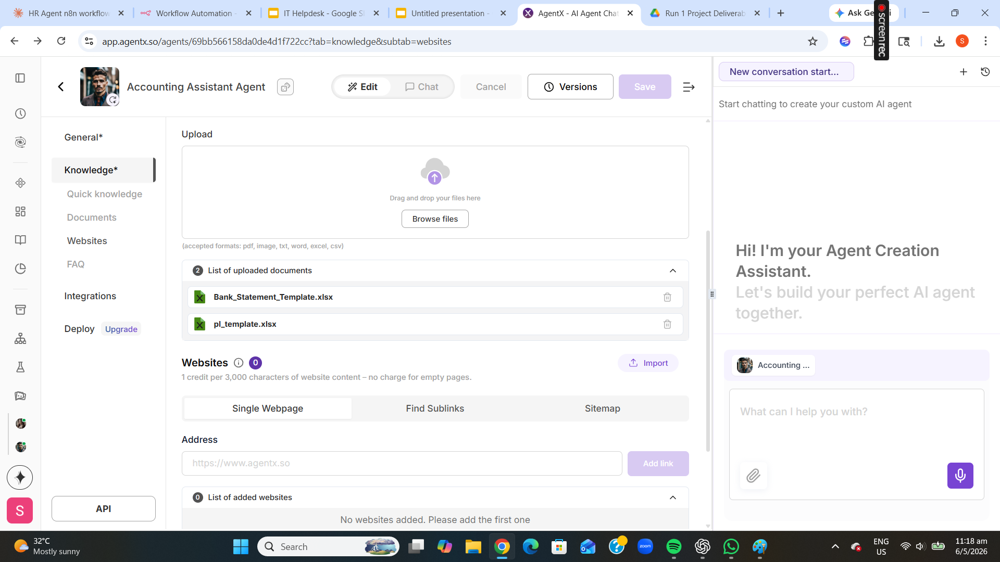 HR Agent n8n workflow
Workflow Automation -
IT Helpdesk - Google Sl
Untitled presentation -
AgentX - AI Agent Chat
Run 1 Project Deliverab
Ask Ge
i
screenrec
app.agentx.so/agents/69bb566158da0de4d1f722cc?tab=knowledge&subtab=websites
S
Accounting Assistant Agent
Edit
Chat
Cancel
Versions
Save
New conversation start...
Start chatting to create your custom AI agent
General*
Knowledge*
Quick knowledge
Documents
Websites
FAQ
Integrations
Deploy
Upgrade
API
S
Upload
Drag and drop your files here
Browse files
(accepted formats: pdf, image, txt, word, excel, csv)
2 List of uploaded documents
Bank_Statement_Template.xlsx
pl_template.xlsx
Websites
0
Import
1 credit per 3,000 characters of website content – no charge for empty pages.
Single Webpage
Find Sublinks
Sitemap
Address
https://www.agentx.so
Add link
0 List of added websites
No websites added. Please add the first one
Hi! I'm your Agent Creation
Assistant.
Let's build your perfect AI agent
together.
Accounting ...
What can I help you with?
32°C
Mostly sunny
Search
zoom
ENG
US
11:18 am
6/5/2026